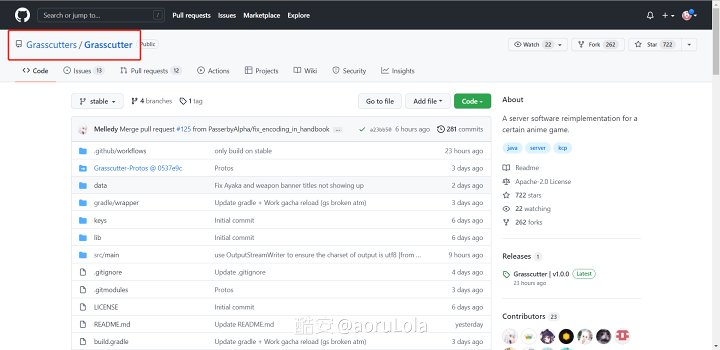 Search or jump to... /
Pull requests Issues Marketplace Explore
Grasscutters / Grasscutter Public
Watch 22 Fork 262 Star 722
Code Issues 13 Pull requests 12 Actions Projects Wiki Security Insights
stable 4 branches 1 tag Go to file Add file Code
Melledy Merge pull request #125 from PasserbyAlpha/fix_encoding_in_handbook ... a236b50 6 hours ago 281 commits
.github/workflows only build on stable 23 hours ago
Grasscutter-Protos @ 0537e9c Protos 3 days ago
data Fix Ayaka and weapon banner titles not showing up 2 days ago
gradle/wrapper Update gradle + Work gacha reload (gs broken atm) 3 days ago
keys Initial commit 6 days ago
lib Initial commit 6 days ago
src/main use OutputStreamWriter to ensure the charset of output is utf8 (from ... 9 hours ago
.gitignore Update .gitignore 4 days ago
.gitmodules Protos 3 days ago
LICENSE Initial commit 6 days ago
README.md Update README.md yesterday
build.gradle Update gradle + Work gacha reload (gs broken atm) 3 days ago
About
A server software reimplementation for a
certain anime game.
java server kcp
Readme
Apache-2.0 License
722 stars
22 watching
262 forks
Releases 1
Grasscutter | v1.0.0 Latest
23 hours ago
Contributors 23
酷安@aoruLola